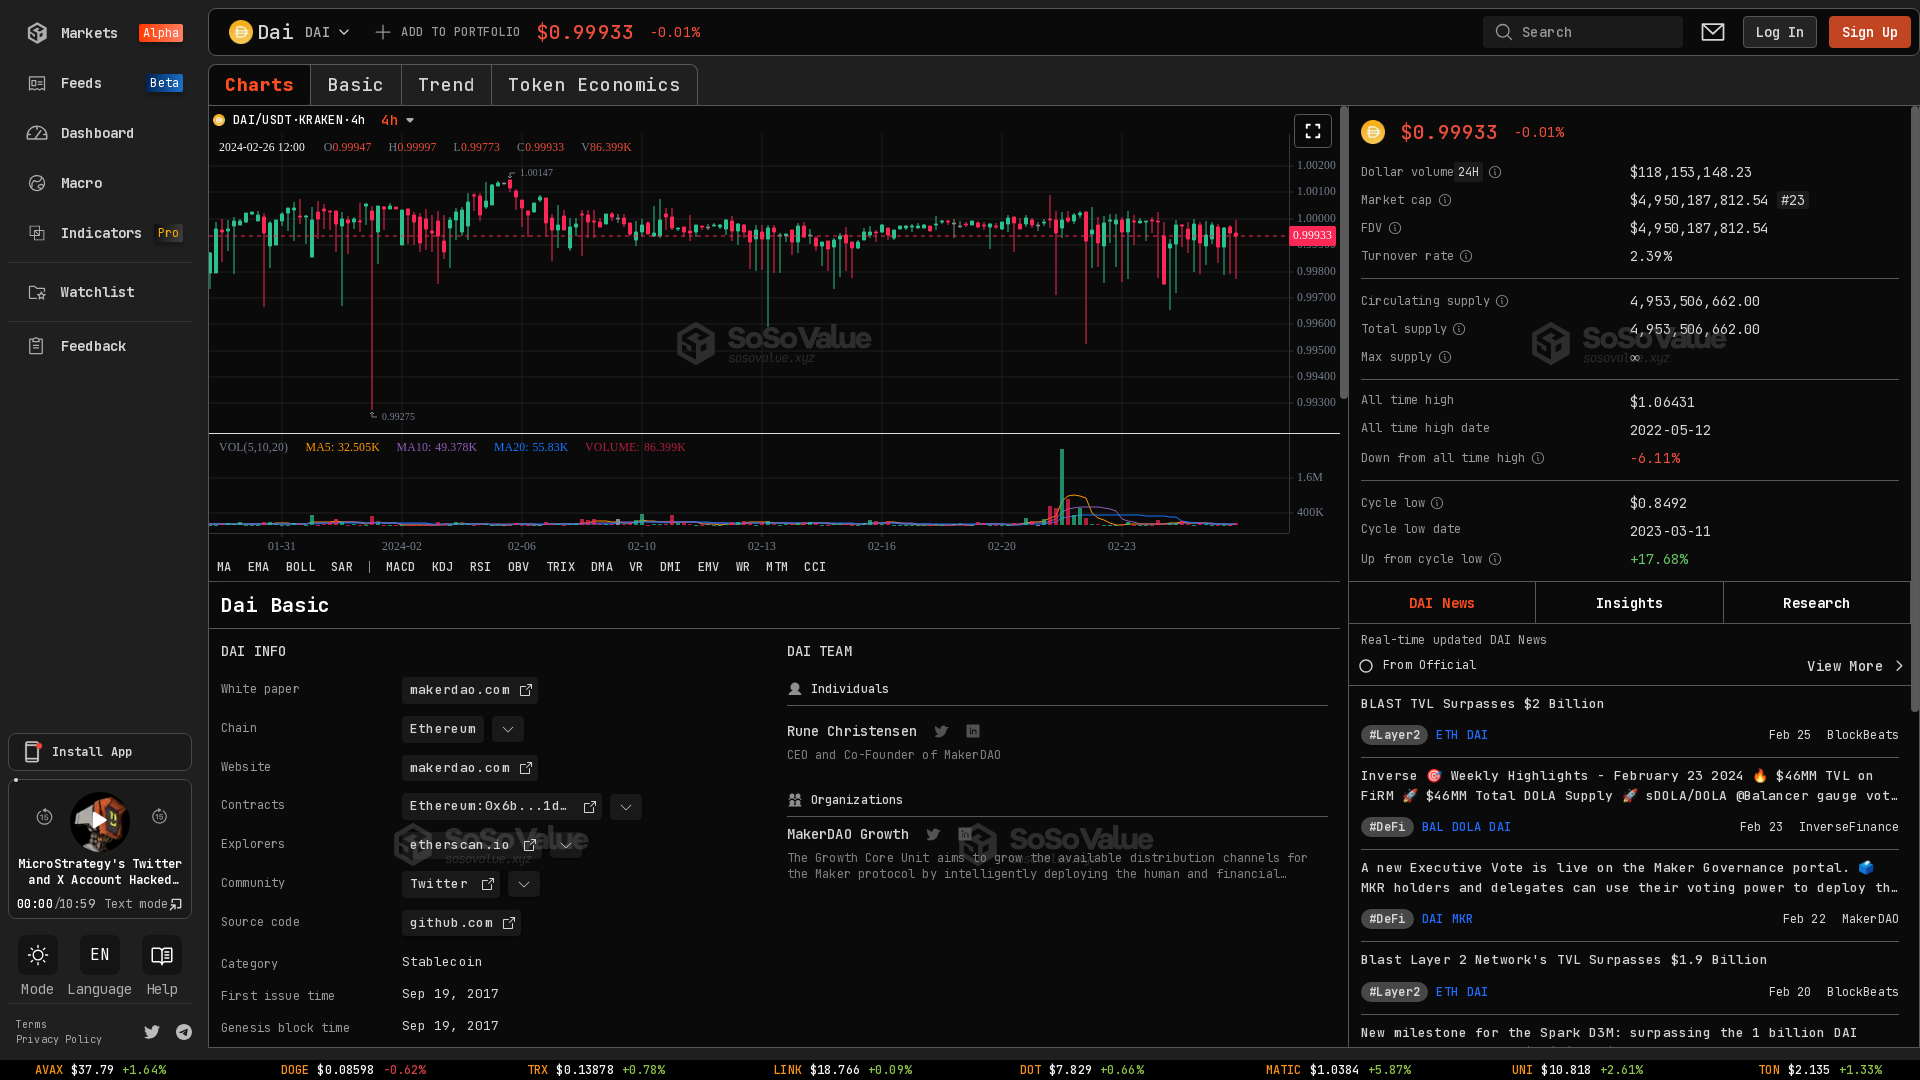 Markets Alpha
Feeds Beta
Dashboard
Macro
Indicators Pro
Watchlist
Feedback
Install App
15 15
MicroStrategy's Twitter
and X Account Hacked…
00:00/10:59 Text mode
Mode EN Language Help
Terms
Privacy Policy
Dai DAI ADD TO PORTFOLIO $0.99933 -0.01% Search Log In Sign Up
Charts Basic Trend Token Economics
DAI/USDT·KRAKEN·4h 4h
2024-02-26 12:00 O0.99947 H0.99997 L0.99773 C0.99933 V86.399K
1.00200
1.00147
1.00100
1.00000
0.99933
0.99800
0.99700
0.99600
0.99500
0.99400
0.99300
0.99275
SoSoValue
sosovalue.xyz
VOL(5,10,20) MA5: 32.505K MA10: 49.378K MA20: 55.83K VOLUME: 86.399K
1.6M
400K
01-31 2024-02 02-06 02-10 02-13 02-16 02-20 02-23
MA EMA BOLL SAR | MACD KDJ RSI OBV TRIX DMA VR DMI EMV WR MTM CCI
Dai Basic
DAI INFO
White paper makerdao.com
Chain Ethereum
Website makerdao.com
Contracts Ethereum:0x6b...1d…
Explorers etherscan.io
Community Twitter
Source code github.com
Category Stablecoin
First issue time Sep 19, 2017
Genesis block time Sep 19, 2017
SoSoValue
sosovalue.xyz
DAI TEAM
Individuals
Rune Christensen
CEO and Co-Founder of MakerDAO
Organizations
MakerDAO Growth
The Growth Core Unit aims to grow the available distribution channels for
the Maker protocol by intelligently deploying the human and financial…
SoSoValue
sosovalue.xyz
$0.99933 -0.01%
Dollar volume 24H $118,153,148.23
Market cap $4,950,187,812.54 #23
FDV $4,950,187,812.54
Turnover rate 2.39%
Circulating supply 4,953,506,662.00
Total supply 4,953,506,662.00
Max supply ∞
SoSoValue
sosovalue.xyz
All time high $1.06431
All time high date 2022-05-12
Down from all time high -6.11%
Cycle low $0.8492
Cycle low date 2023-03-11
Up from cycle low +17.68%
DAI News Insights Research
Real-time updated DAI News
From Official View More
BLAST TVL Surpasses $2 Billion
#Layer2 ETH DAI Feb 25 BlockBeats
Inverse 🎯 Weekly Highlights - February 23 2024 🔥 $46MM TVL on
FiRM 🚀 $46MM Total DOLA Supply 🚀 sDOLA/DOLA @Balancer gauge vot…
#DeFi BAL DOLA DAI Feb 23 InverseFinance
A new Executive Vote is live on the Maker Governance portal. 🗳️
MKR holders and delegates can use their voting power to deploy th…
#DeFi DAI MKR Feb 22 MakerDAO
Blast Layer 2 Network's TVL Surpasses $1.9 Billion
#Layer2 ETH DAI Feb 20 BlockBeats
New milestone for the Spark D3M: surpassing the 1 billion DAI
AVAX $37.79 +1.64% DOGE $0.08598 -0.62% TRX $0.13878 +0.78% LINK $18.766 +0.09% DOT $7.829 +0.66% MATIC $1.0384 +5.87% UNI $10.818 +2.61% TON $2.135 +1.33%